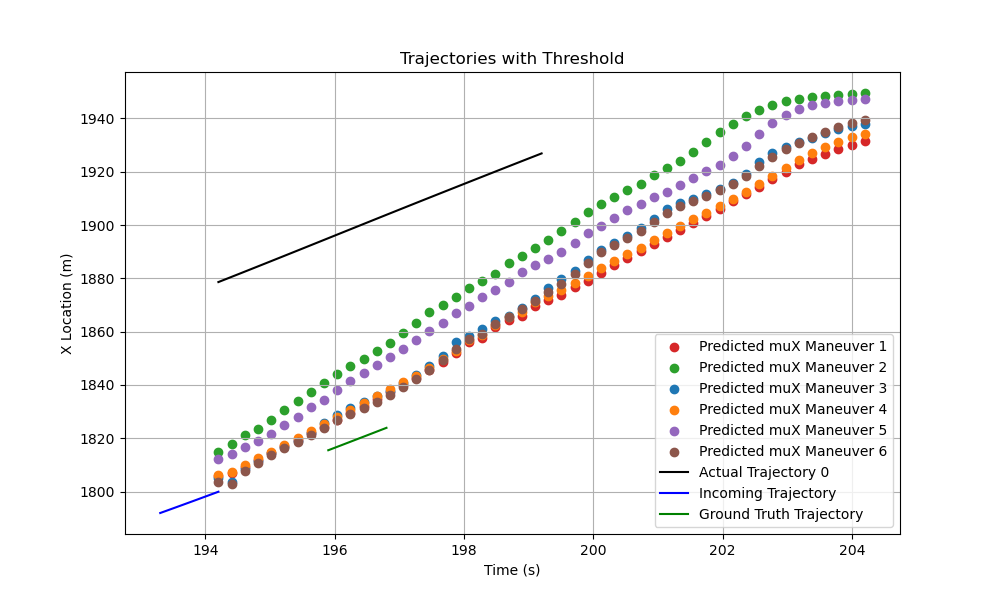 Trajectories with Threshold
X Location (m)
1940
1920
1900
1880
1860
1840
1820
1800
194
196
198
200
202
204
Time (s)
Predicted muX Maneuver 1
Predicted muX Maneuver 2
Predicted muX Maneuver 3
Predicted muX Maneuver 4
Predicted muX Maneuver 5
Predicted muX Maneuver 6
Actual Trajectory 0
Incoming Trajectory
Ground Truth Trajectory